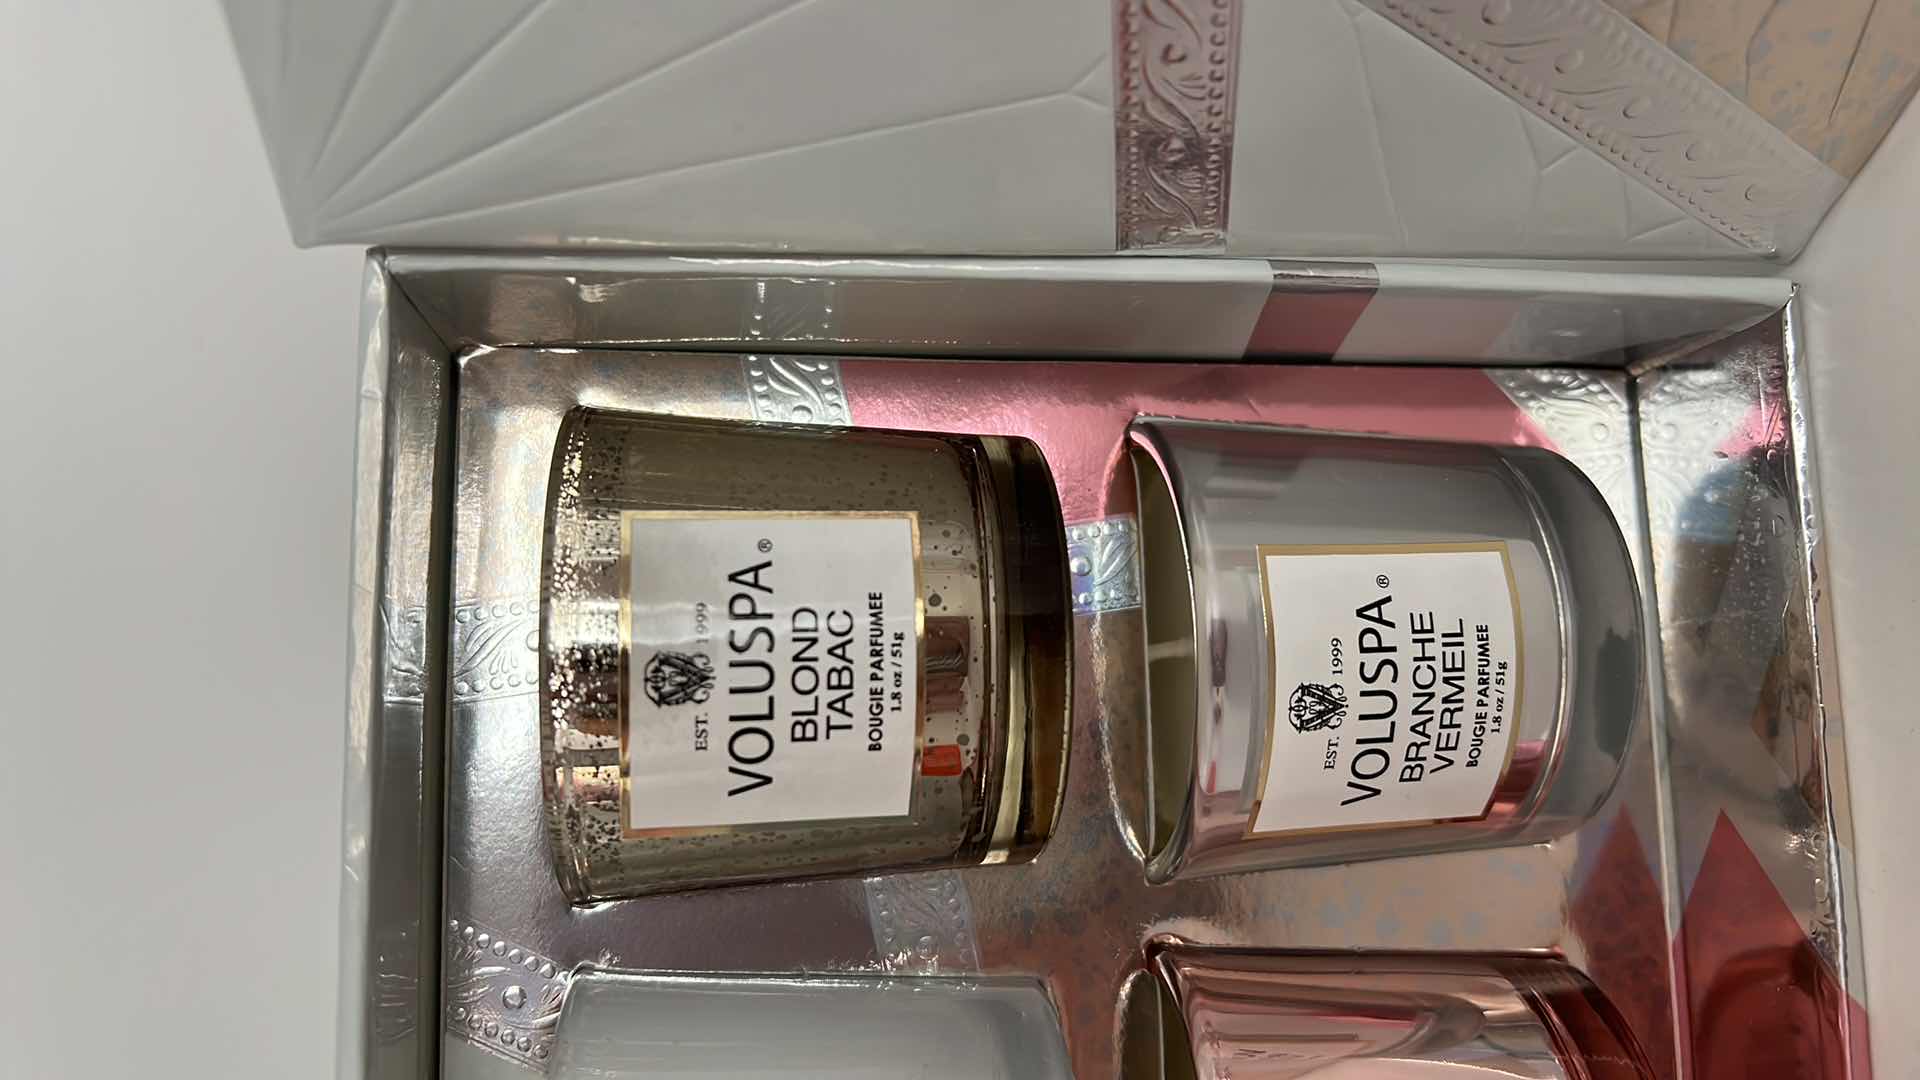 EST. 1999
VOLUSPA®
BLOND
TABAC
BOUGIE PARFUMEE
1.8 oz / 51g
EST. 1999
VOLUSPA®
BRANCHE
VERMEIL
BOUGIE PARFUMEE
1.8 oz / 51g